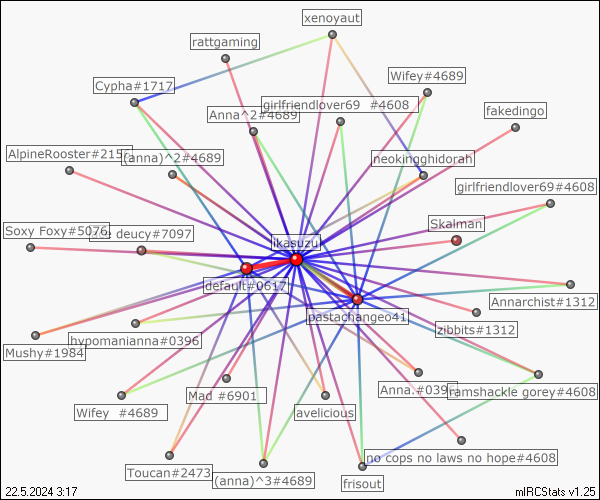 xenoyaut
rattgaming
Wifey#4689
Cypha#1717
girlfriendlover69 #4608
Anna^2#4689
fakedingo
AlpineRooster#215
(anna)^2#4689
neokingghidorah
girlfriendlover69#4608
Skalman
Soxy Foxy#5076
deucy#7097
ikasuzu
default#0617
Annarchist#1312
pastachangeo41
zibbits#1312
hypomanianna#0396
Mushy#1984
Anna.#039
ramshackle gorey#4608
Mad #6901
Wifey #4689
avelicious
no cops no laws no hope#4608
Toucan#2473
(anna)^3#4689
frisout
22.5.2024 3:17
mIRCStats v1.25